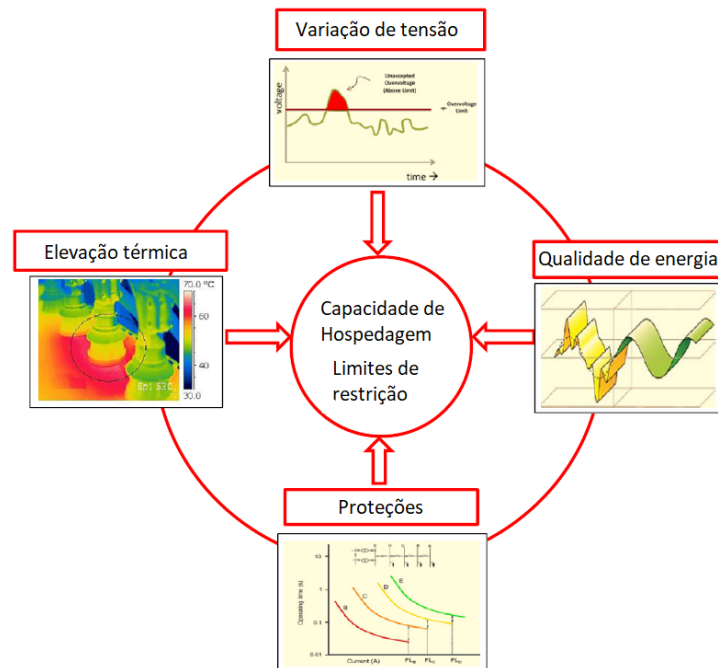 Variação de tensão
Unaccepted
Overvoltage
(Above Limit)
Overvoltage
Limit
voltage
time →
Elevação térmica
70.0 °C
60
40
30.0
Qualidade de energia
Capacidade de
Hospedagem
Limites de
restrição
Proteções
Operating time (s)
10
1
0.1
0.01
B
C
D
E
Current (A)